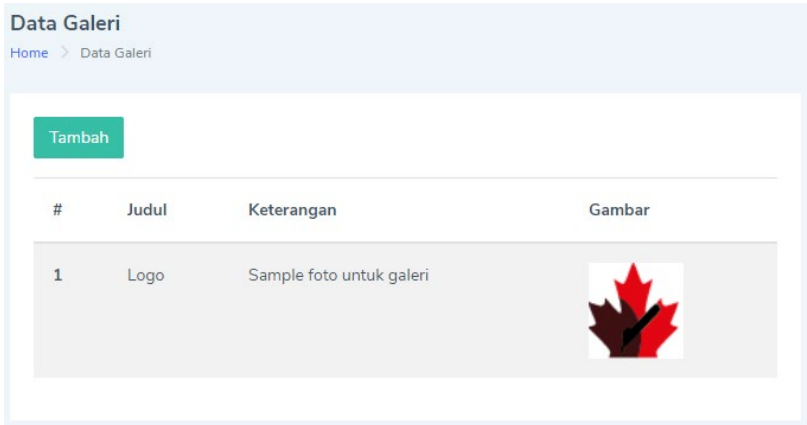 Data Galeri
Home > Data Galeri
Tambah
# Judul Keterangan Gambar
1 Logo Sample foto untuk galeri